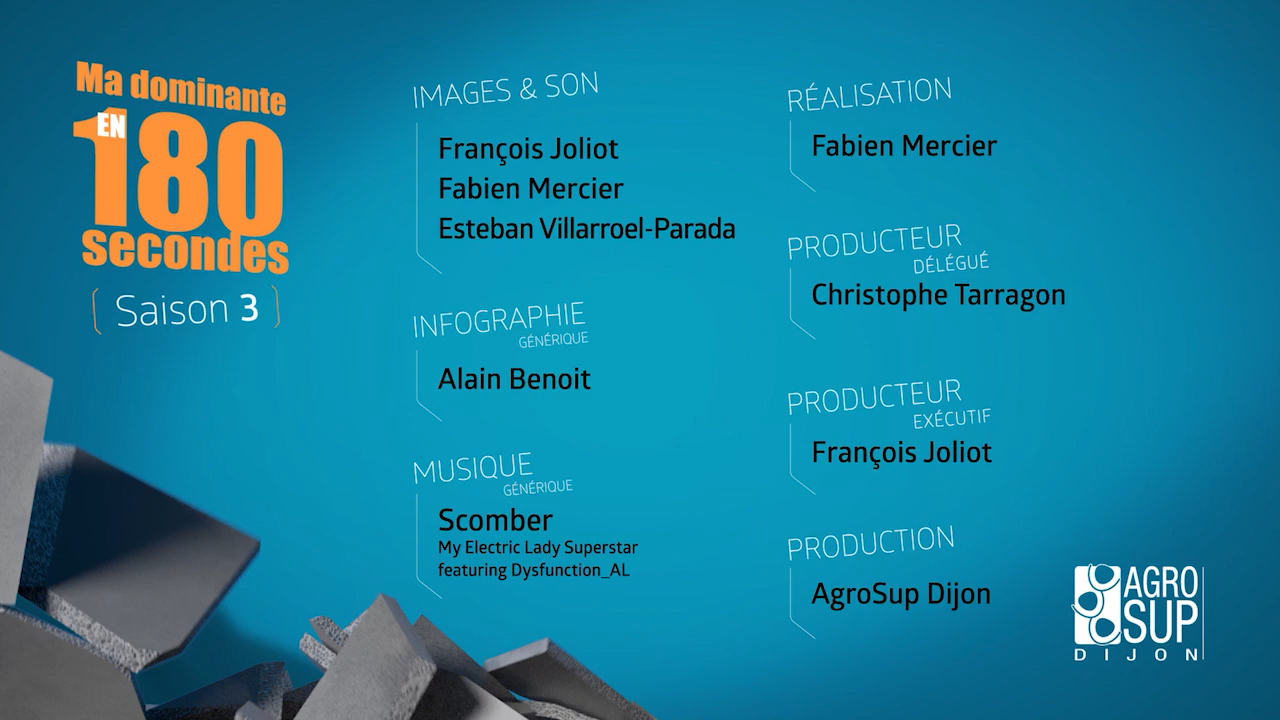 Ma dominante
EN
180
secondes
Saison 3
IMAGES & SON
François Joliot
Fabien Mercier
Esteban Villarroel-Parada
INFOGRAPHIE
GÉNÉRIQUE
Alain Benoit
MUSIQUE
GÉNÉRIQUE
Scomber
My Electric Lady Superstar
featuring Dysfunction_AL
RÉALISATION
Fabien Mercier
PRODUCTEUR
DÉLÉGUÉ
Christophe Tarragon
PRODUCTEUR
EXÉCUTIF
François Joliot
PRODUCTION
AgroSup Dijon
AGRO
SUP
DIJON